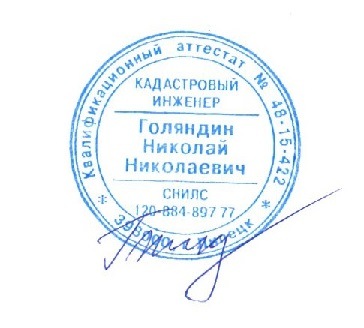 Квалификационный аттестат № 48-15-422
КАДАСТРОВЫЙ
ИНЖЕНЕР
Голяндин
Николай
Николаевич
СНИЛС
120-884-897 77